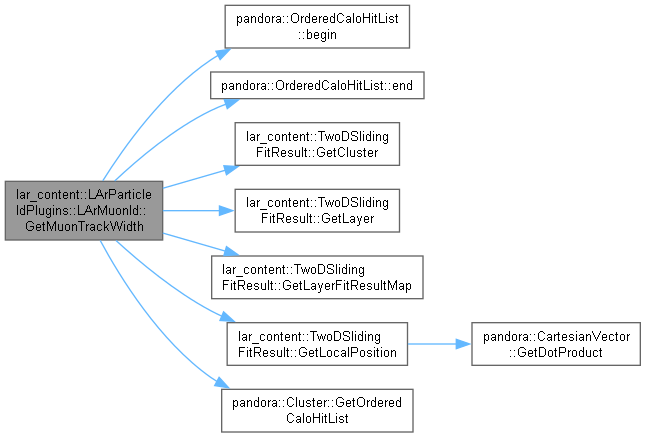 pandora::OrderedCaloHitList
::begin
pandora::OrderedCaloHitList::end
lar_content::TwoDSliding
FitResult::GetCluster
lar_content::LArParticle
IdPlugins::LArMuonId::
GetMuonTrackWidth
lar_content::TwoDSliding
FitResult::GetLayer
lar_content::TwoDSliding
FitResult::GetLayerFitResultMap
lar_content::TwoDSliding
FitResult::GetLocalPosition
pandora::CartesianVector
::GetDotProduct
pandora::Cluster::GetOrdered
CaloHitList